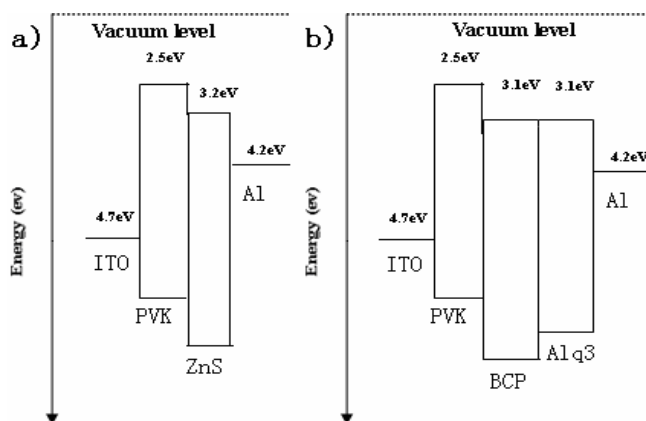 a)
Vacuum level
2.5eV
3.2eV
4.2eV
Al
4.7eV
ITO
PVK
ZnS
Energy (ev)
b)
Vacuum level
2.5eV
3.1eV
3.1eV
4.2eV
Al
4.7eV
ITO
PVK
Alq3
BCP
Energy (ev)